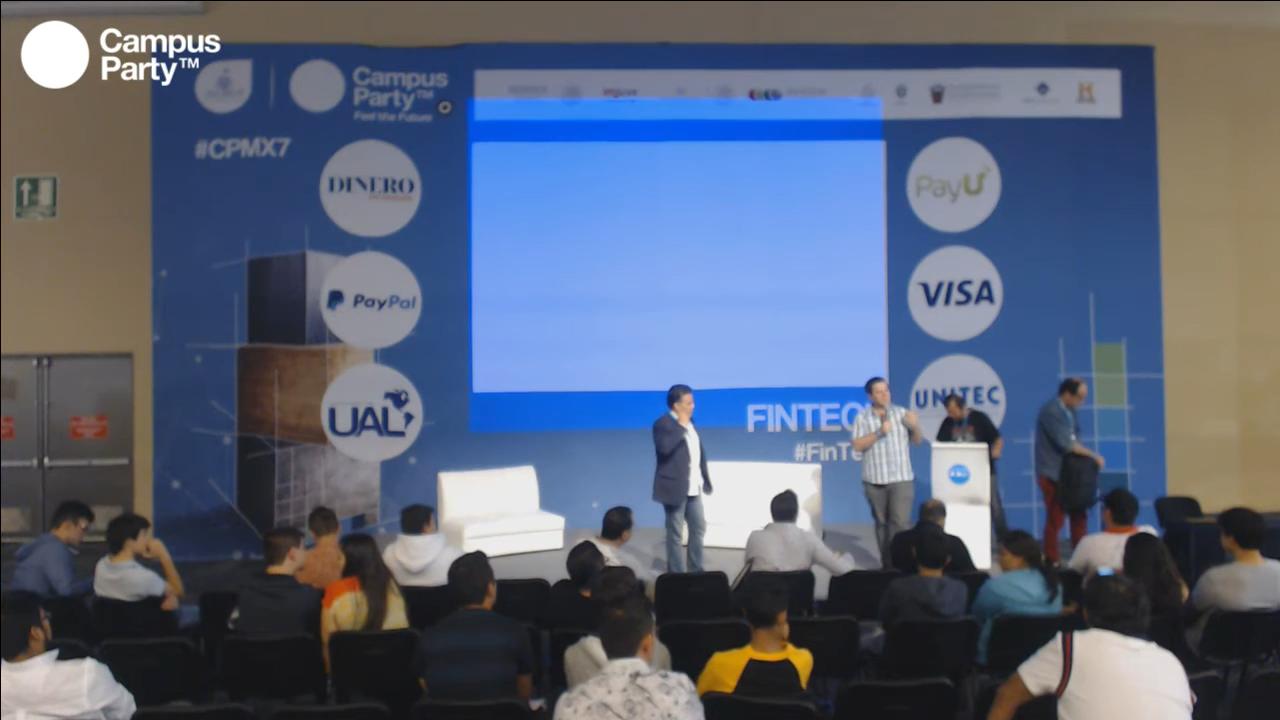 Campus
Party™
Campus
Party™
Feel the Future
#CPMX7
DINERO
PayU
PayPal
VISA
UAL
UNITEC
FINTEC
#FinTe